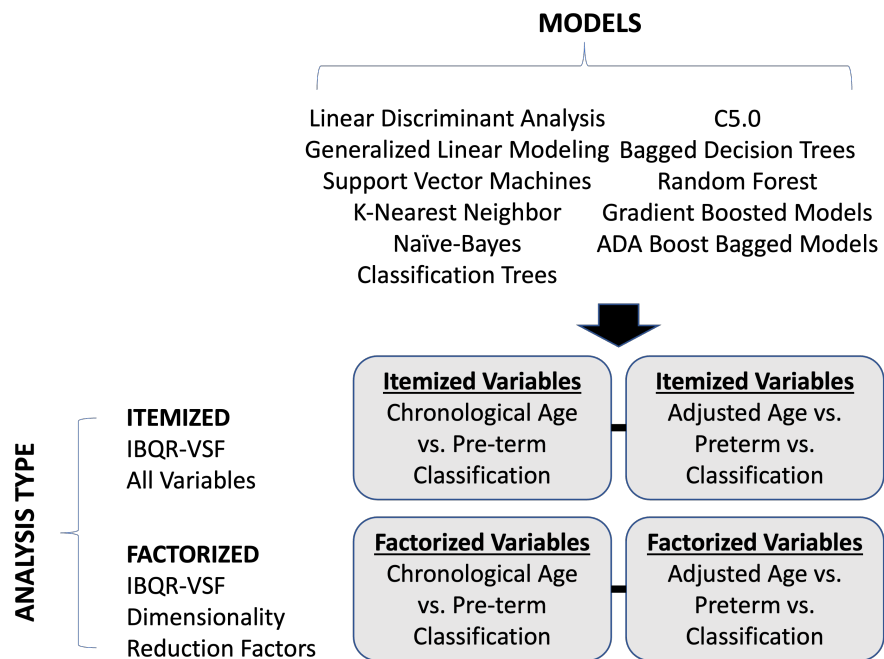 MODELS
Linear Discriminant Analysis
Generalized Linear Modeling
Support Vector Machines
K-Nearest Neighbor
Naïve-Bayes
Classification Trees
C5.0
Bagged Decision Trees
Random Forest
Gradient Boosted Models
ADA Boost Bagged Models
ANALYSIS TYPE
ITEMIZED
IBQR-VSF
All Variables
Itemized Variables
Chronological Age
vs. Pre-term
Classification
Itemized Variables
Adjusted Age vs.
Preterm vs.
Classification
FACTORIZED
IBQR-VSF
Dimensionality
Reduction Factors
Factorized Variables
Chronological Age
vs. Pre-term
Classification
Factorized Variables
Adjusted Age vs.
Preterm vs.
Classification